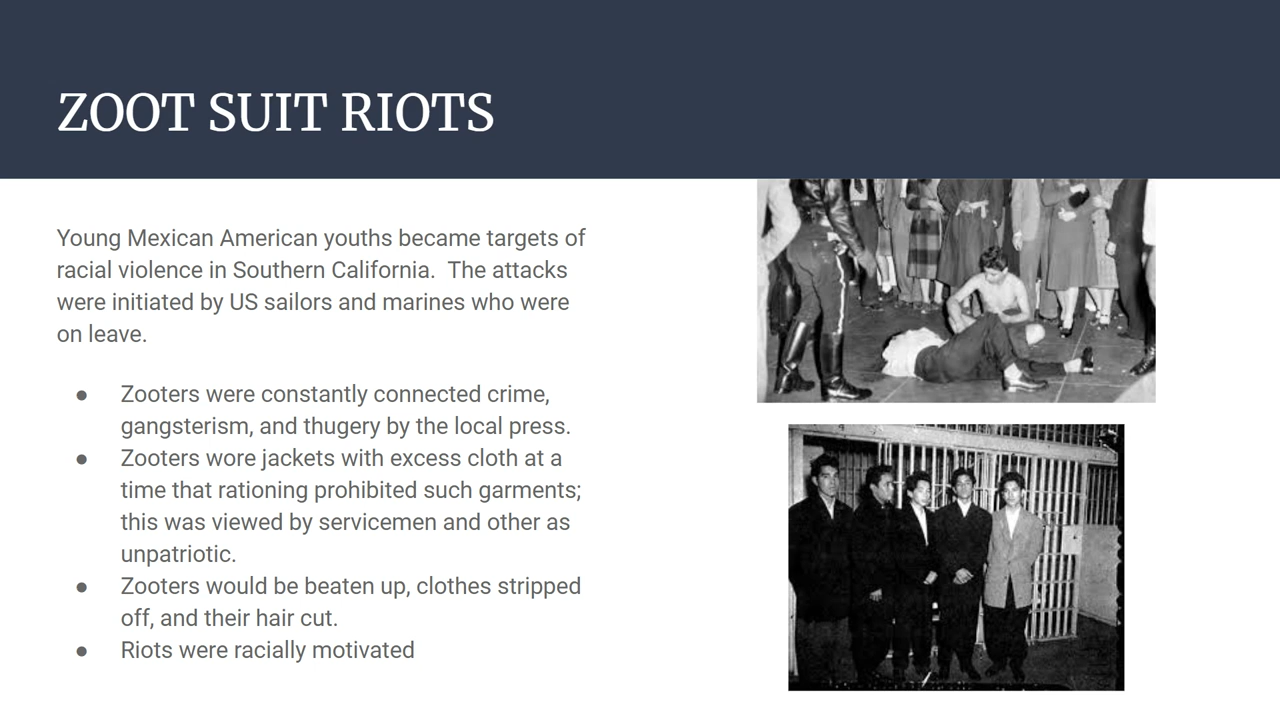 ZOOT SUIT RIOTS
Young Mexican American youths became targets of
racial violence in Southern California.  The attacks
were initiated by US sailors and marines who were
on leave.
● Zooters were constantly connected crime,
gangsterism, and thugery by the local press.
● Zooters wore jackets with excess cloth at a
time that rationing prohibited such garments;
this was viewed by servicemen and other as
unpatriotic.
● Zooters would be beaten up, clothes stripped
off, and their hair cut.
● Riots were racially motivated